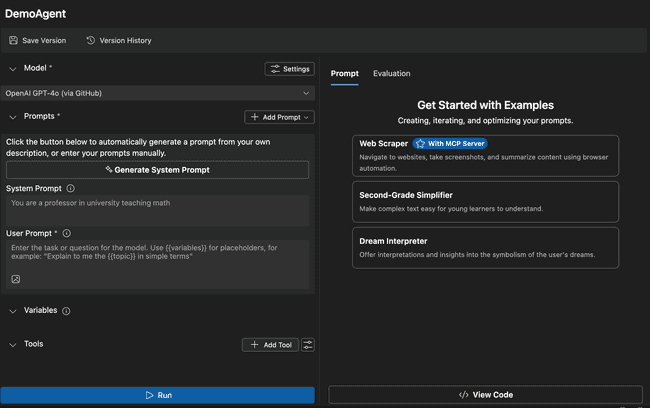 DemoAgent
Save Version
Version History
Model *
Settings
OpenAI GPT-4o (via GitHub)
Prompts *
Add Prompt
Click the button below to automatically generate a prompt from your own
description, or enter your prompts manually.
Generate System Prompt
System Prompt
You are a professor in university teaching math
User Prompt *
Enter the task or question for the model. Use {{variables}} for placeholders, for
example: "Explain to me the {{topic}} in simple terms"
Variables
Tools
Add Tool
Run
Prompt
Evaluation
Get Started with Examples
Creating, iterating, and optimizing your prompts.
Web Scraper
With MCP Server
Navigate to websites, take screenshots, and summarize content using browser
automation.
Second-Grade Simplifier
Make complex text easy for young learners to understand.
Dream Interpreter
Offer interpretations and insights into the symbolism of the user's dreams.
View Code